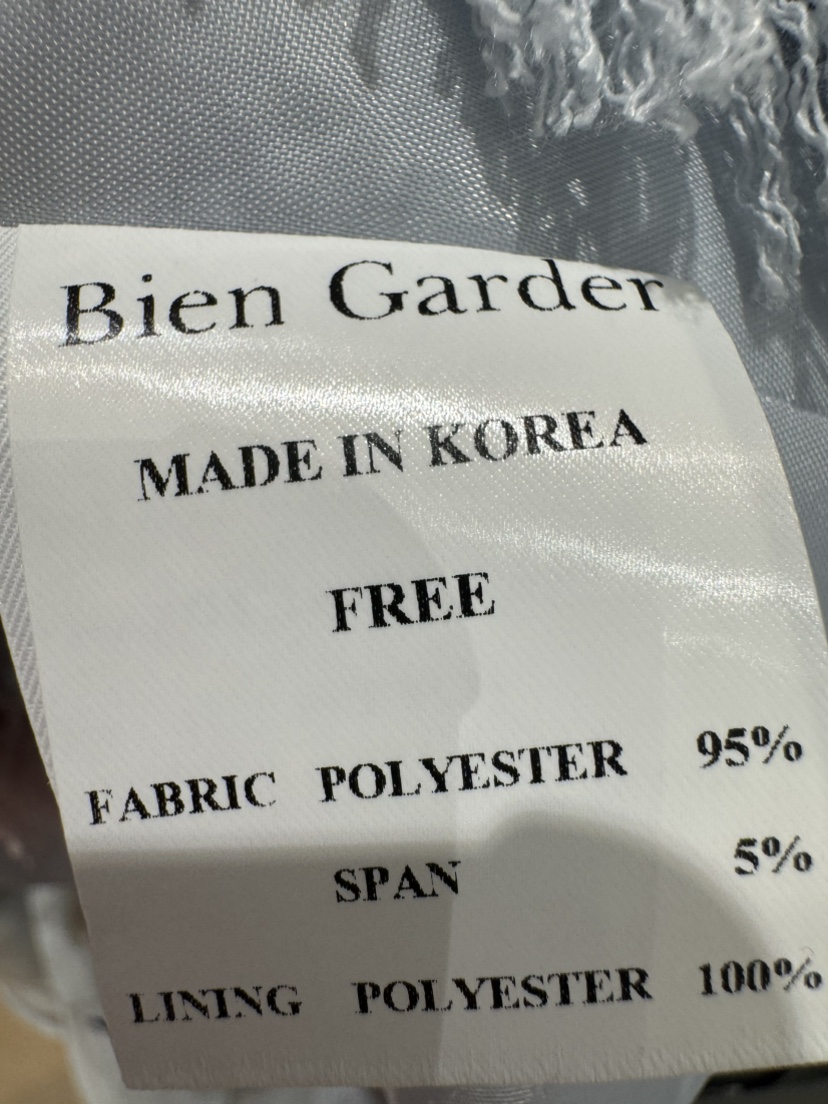 Bien Garder
MADE IN KOREA
FREE
FABRIC POLYESTER 95%
SPAN 5%
LINING POLYESTER 100%